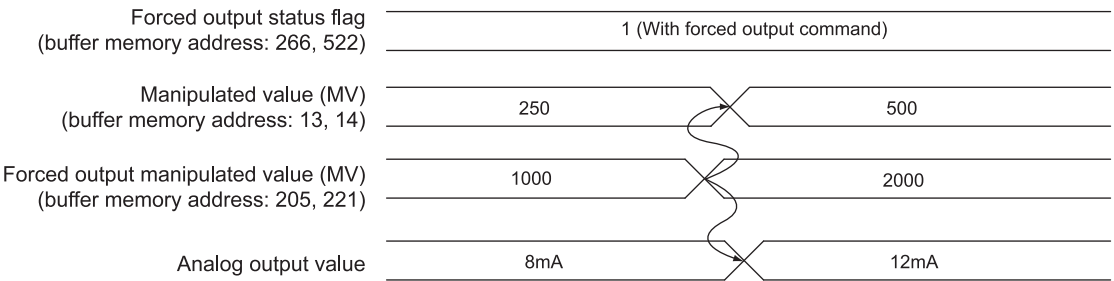 Forced output status flag
(buffer memory address: 266, 522)
1 (With forced output command)
Manipulated value (MV)
(buffer memory address: 13, 14)
250
500
Forced output manipulated value (MV)
(buffer memory address: 205, 221)
1000
2000
Analog output value
8mA
12mA